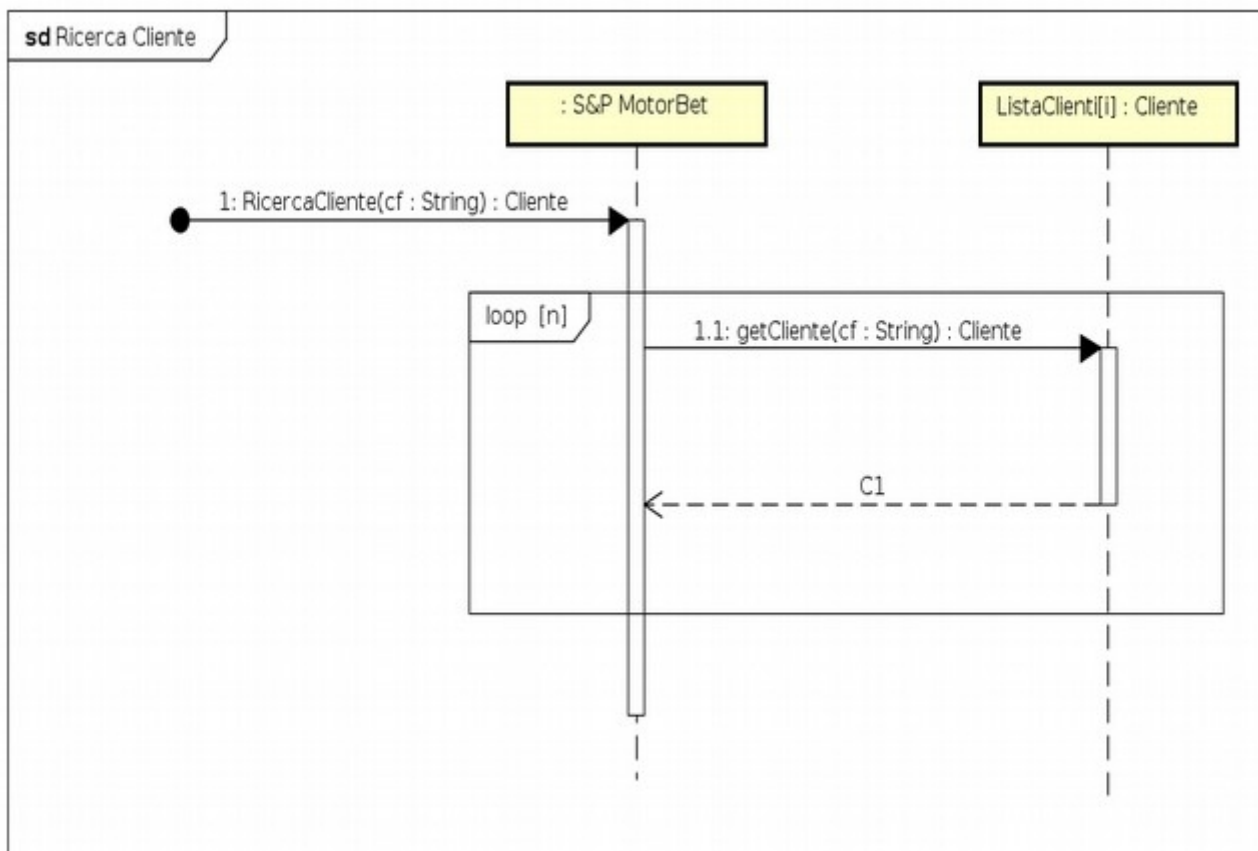 sd Ricerca Cliente
: S&P MotorBet
ListaClienti[i] : Cliente
1: RicercaCliente(cf : String) : Cliente
loop [n]
1.1: getCliente(cf : String) : Cliente
C1